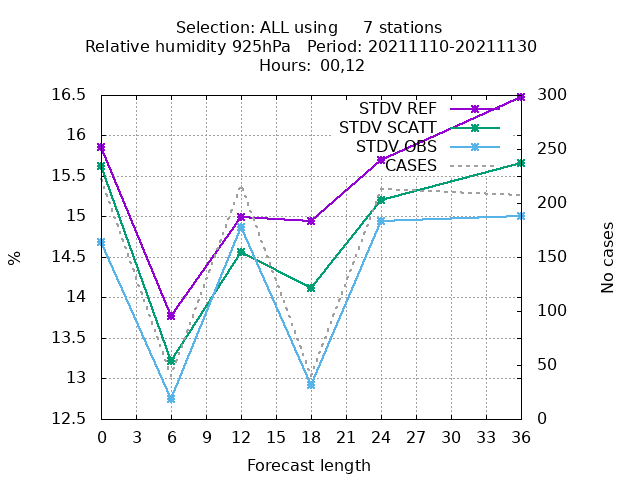 Selection: ALL using     7 stations
Relative humidity 925hPa   Period: 20211110-20211130
Hours: 00,12
STDV REF
STDV SCATT
STDV OBS
CASES
16.5
16
15.5
15
14.5
14
13.5
13
12.5
%
300
250
200
150
100
50
0
No cases
0 3 6 9 12 15 18 21 24 27 30 33 36
Forecast length